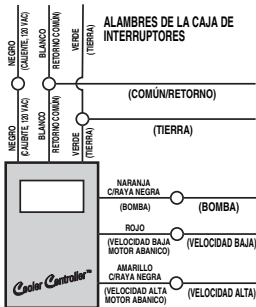 ALAMBRES DE LA CAJA DE
INTERRUPTORES
NEGRO
(CALIENTE, 120 VAC)
BLANCO
RETORNO COMÚN)
VERDE
(TIERRA)
(COMÚN/RETORNO)
(TIERRA)
NEGRO
(CALIENTE, 120 VAC)
BLANCO
RETORNO COMÚN)
VERDE
(TIERRA)
NARANJA
C/RAYA NEGRA
(BOMBA)
(BOMBA)
ROJO
(VELOCIDAD BAJA
MOTOR ABANICO)
(VELOCIDAD BAJA)
AMARILLO
C/RAYA NEGRA
(VELOCIDAD ALTA
MOTOR ABANICO)
(VELOCIDAD ALTA)
Cooler Controller™